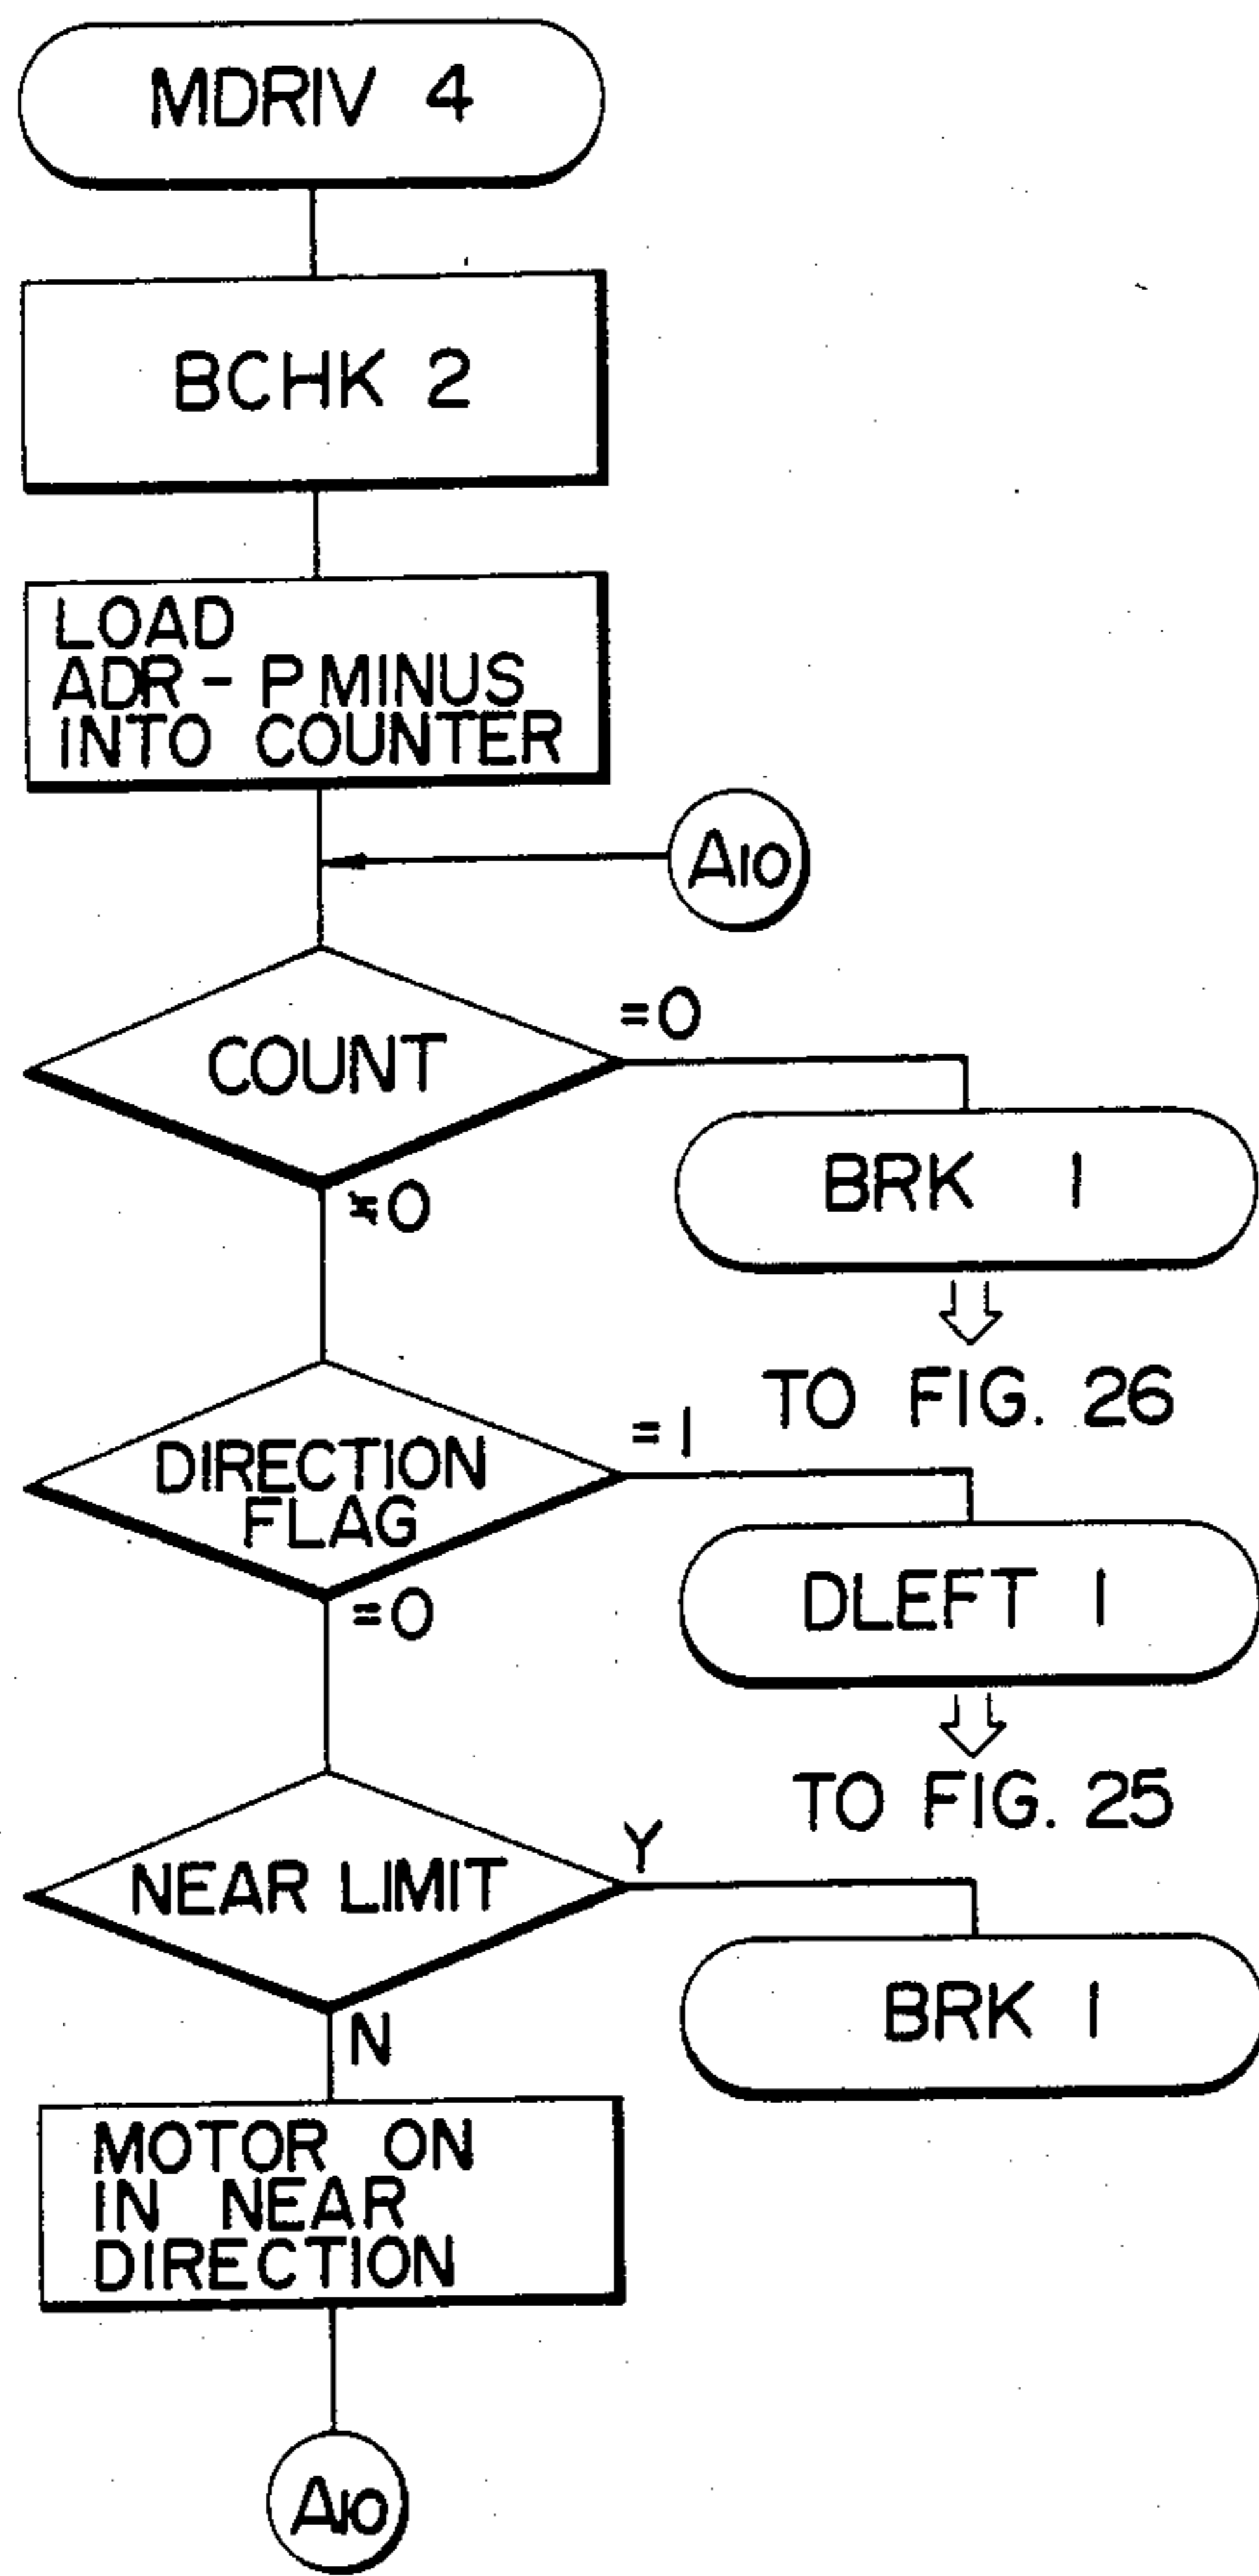 MDRIV 4
BCHK 2
LOAD
ADR - P MINUS
INTO COUNTER
A10
COUNT
=0
≠0
BRK 1
TO FIG. 26
DIRECTION
FLAG
=1
=0
DLEFT 1
TO FIG. 25
NEAR LIMIT
Y
N
BRK 1
MOTOR ON
IN NEAR
DIRECTION
A10